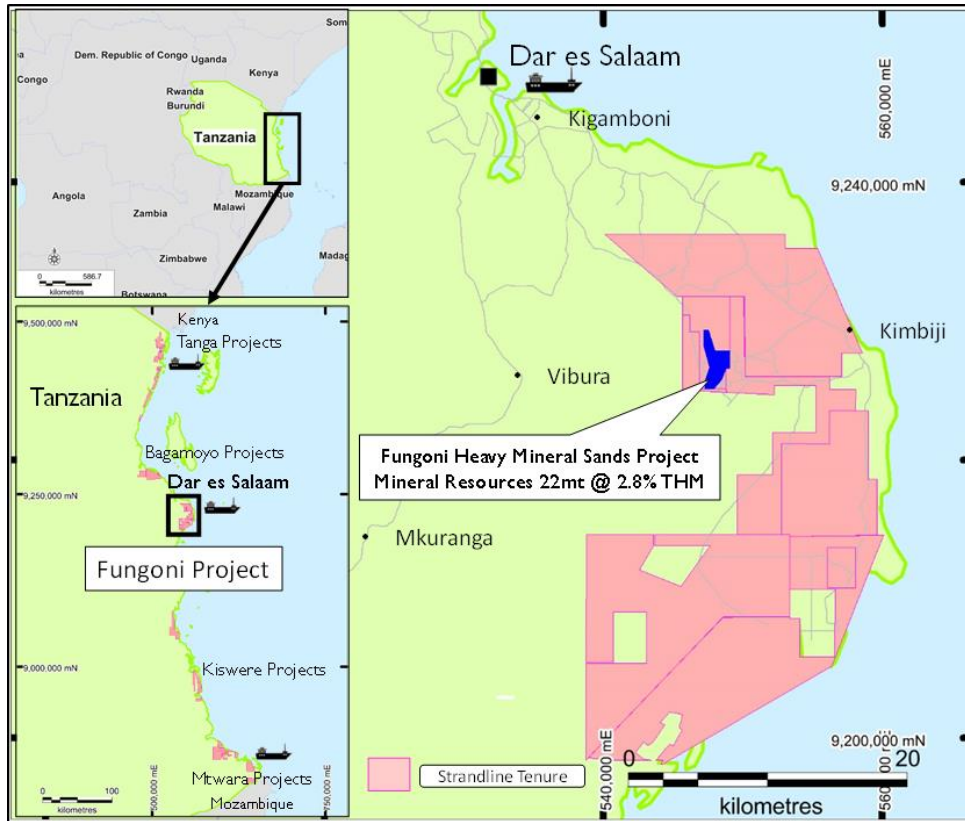 Som
Dem. Republic of Congo
Uganda
Congo
Kenya
Rwanda
Burundi
Tanzania
Angola
Mozambique
Malawi
Zambia
Zimbabwe
Madag
Botswana
0 586.7
kilometres
9,500,000 mN
Kenya
Tanga Projects
Tanzania
Bagamoyo Projects
Dar es Salaam
9,250,000 mN
Fungoni Project
9,000,000 mN
Kiswere Projects
Mtwara Projects
Mozambique
0 100
kilometres
500,000 mE
750,000 mE
Dar es Salaam
Kigamboni
560,000 mE
9,240,000 mN
Kimbiji
Vibura
Fungoni Heavy Mineral Sands Project
Mineral Resources 22mt @ 2.8% THM
Mkuranga
9,200,000 mN
Strandline Tenure
540,000 mE
560,000 mE
0 20
kilometres